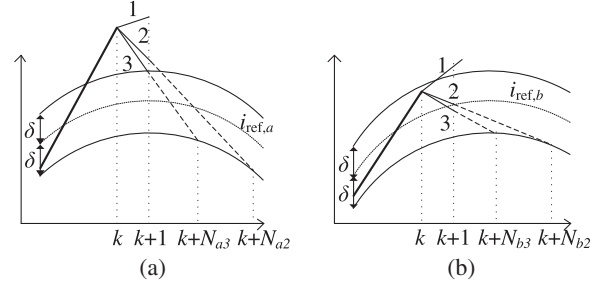 1
2
3
δ
δ
i_ref,a
k k+1 k+N_a3 k+N_a2
(a)
1
2
3
δ
δ
i_ref,b
k k+1 k+N_b3 k+N_b2
(b)